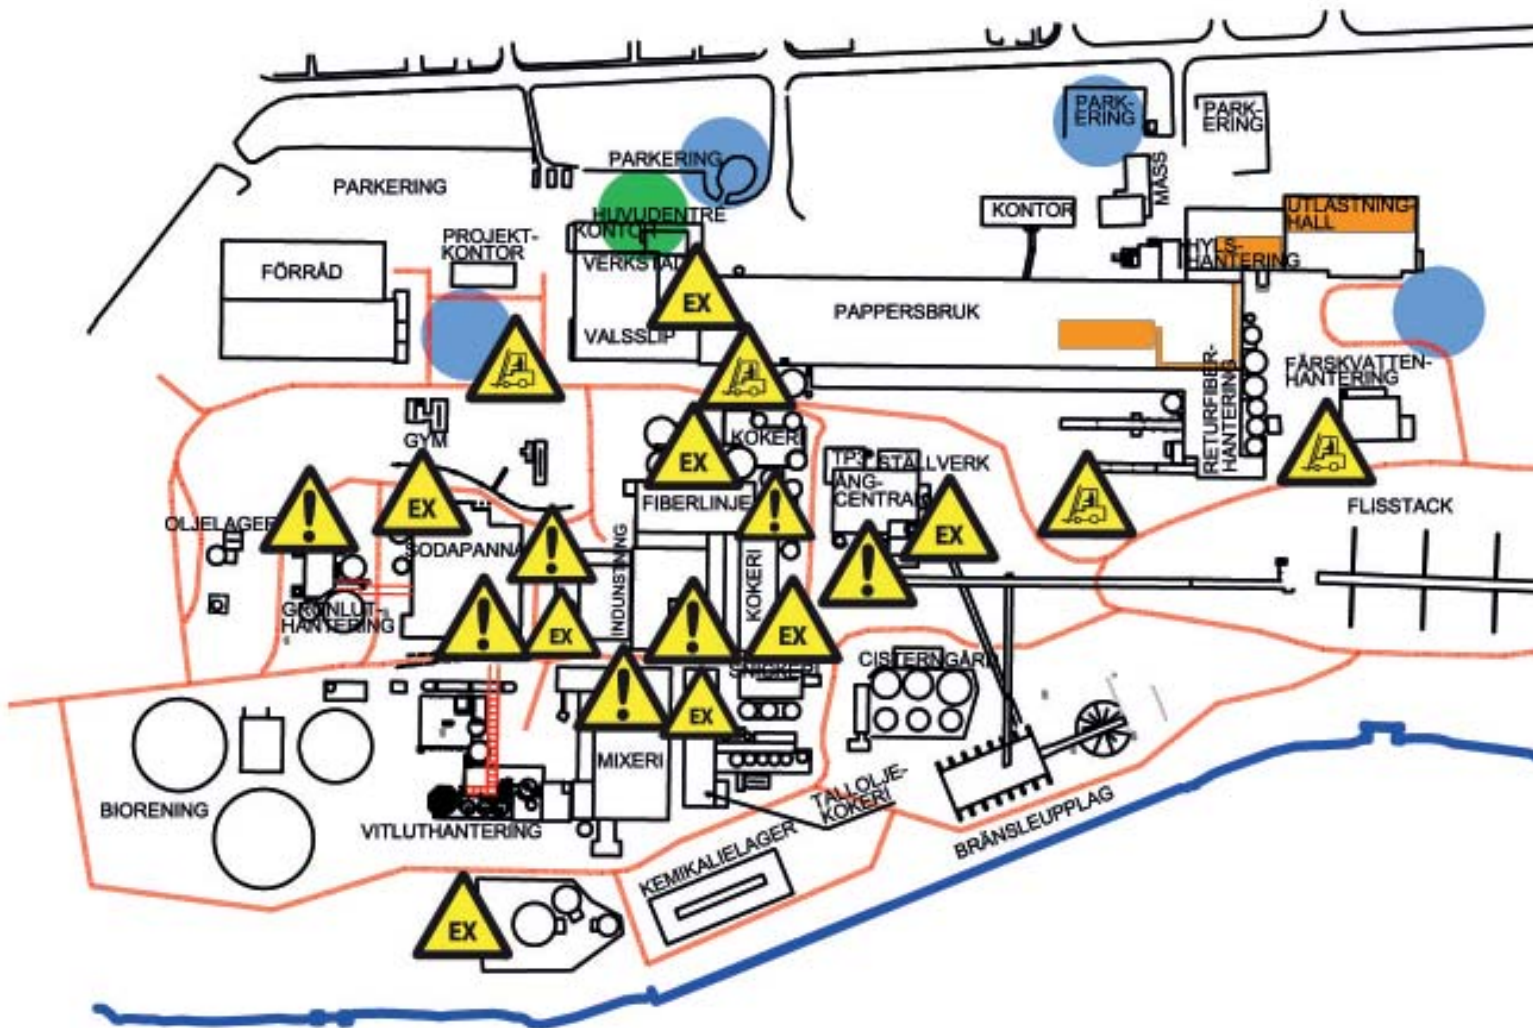 PARK-
ERING
PARK-
ERING
PARKERING
PARKERING
MÄSS
KONTOR
UTLASTNING-
HALL
HUVUDENTRE
KONTOR
PROJEKT-
KONTOR
HYLS-
HANTERING
FÖRRÅD
VERKSTAD
EX
PAPPERSBRUK
VALSSLIP
RETURFIBER-
HANTERING
FÄRSKVATTEN-
HANTERING
GYM
KOKERI
EX
TP3
STÄLLVERK
ÅNG-
CENTRAL
FIBERLINJE
EX
EX
FLISSTACK
OLJELAGER
SODAPANNA
INDUNSTNING
KOKERI
GRÖNLUT-
HANTERING
EX
EX
SNICKERI
CISTERNGÅRD
EX
MIXERI
BIORENING
VITLUTHANTERING
TALLOLJE-
KOKERI
BRÄNSLEUPPLAG
KEMIKALIELAGER
EX